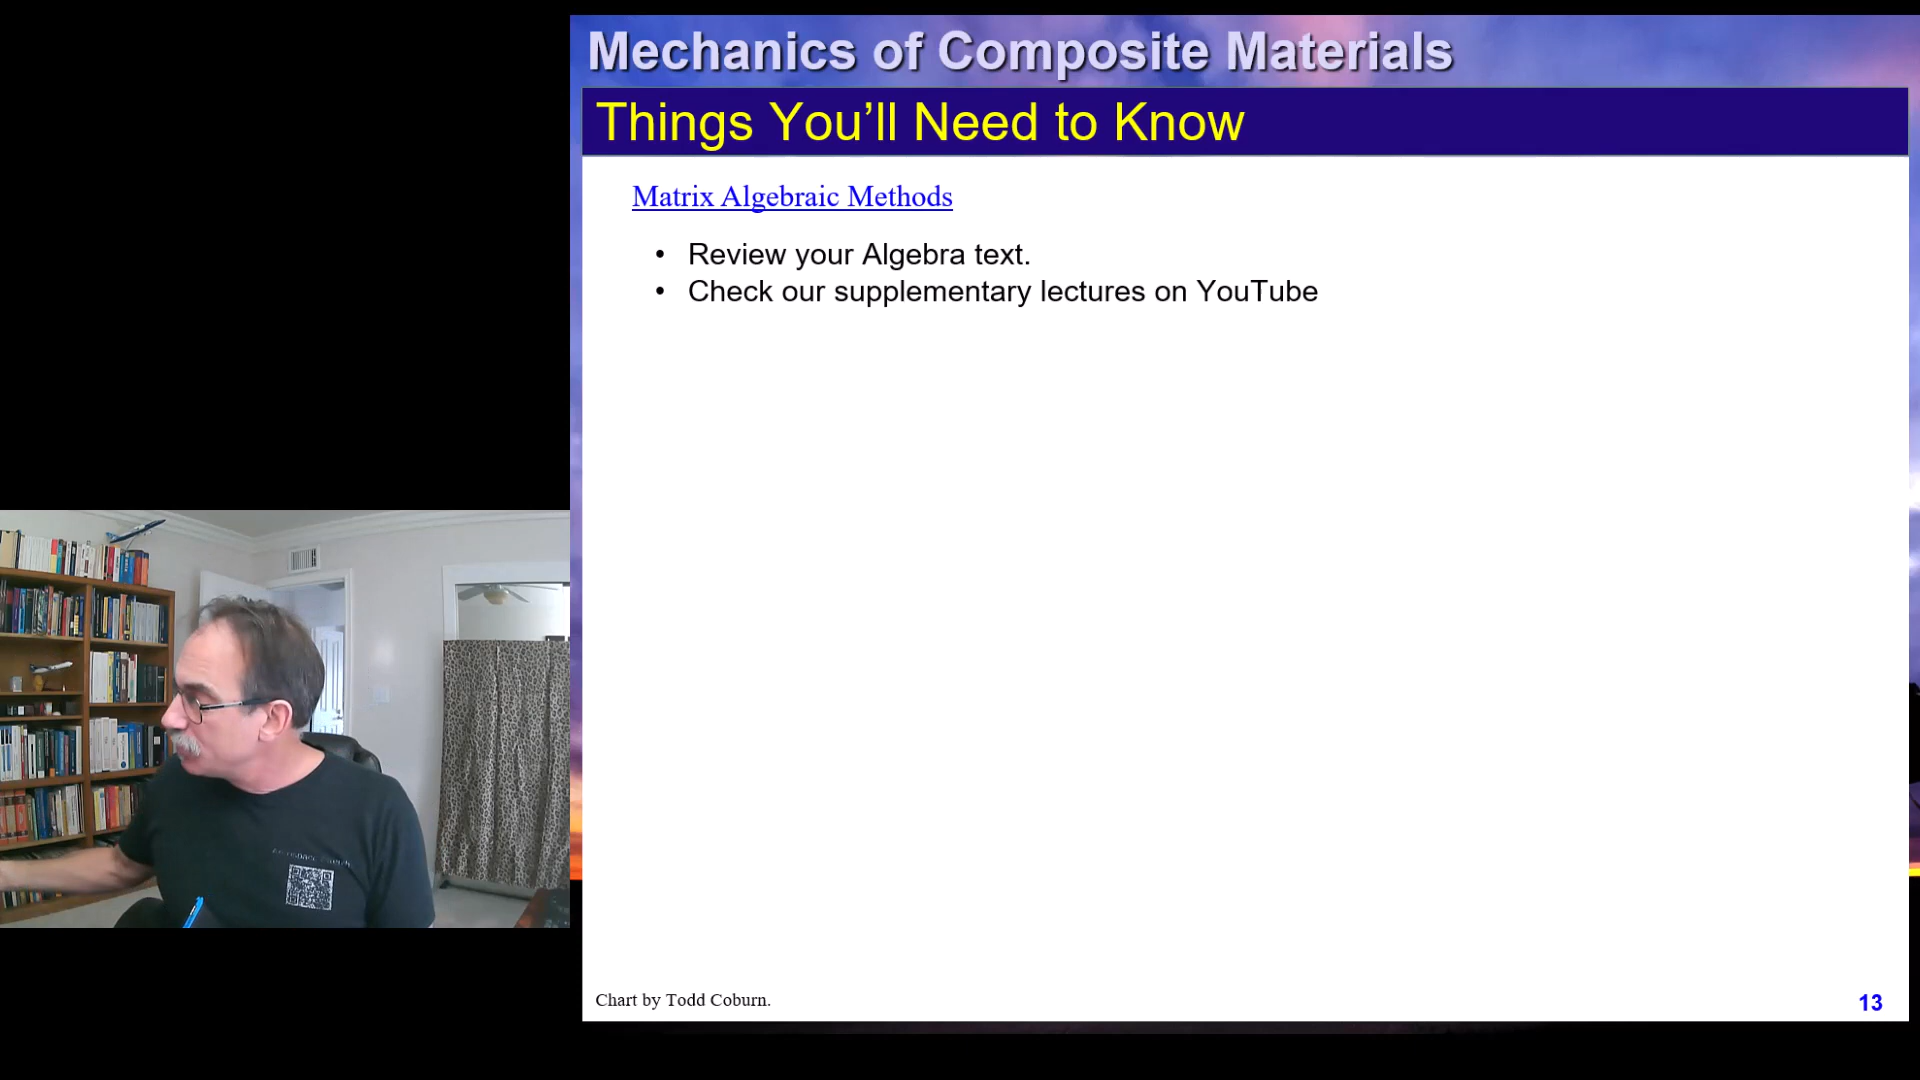 Mechanics of Composite Materials
Things You’ll Need to Know
Matrix Algebraic Methods
• Review your Algebra text.
• Check our supplementary lectures on YouTube
Chart by Todd Coburn.
13